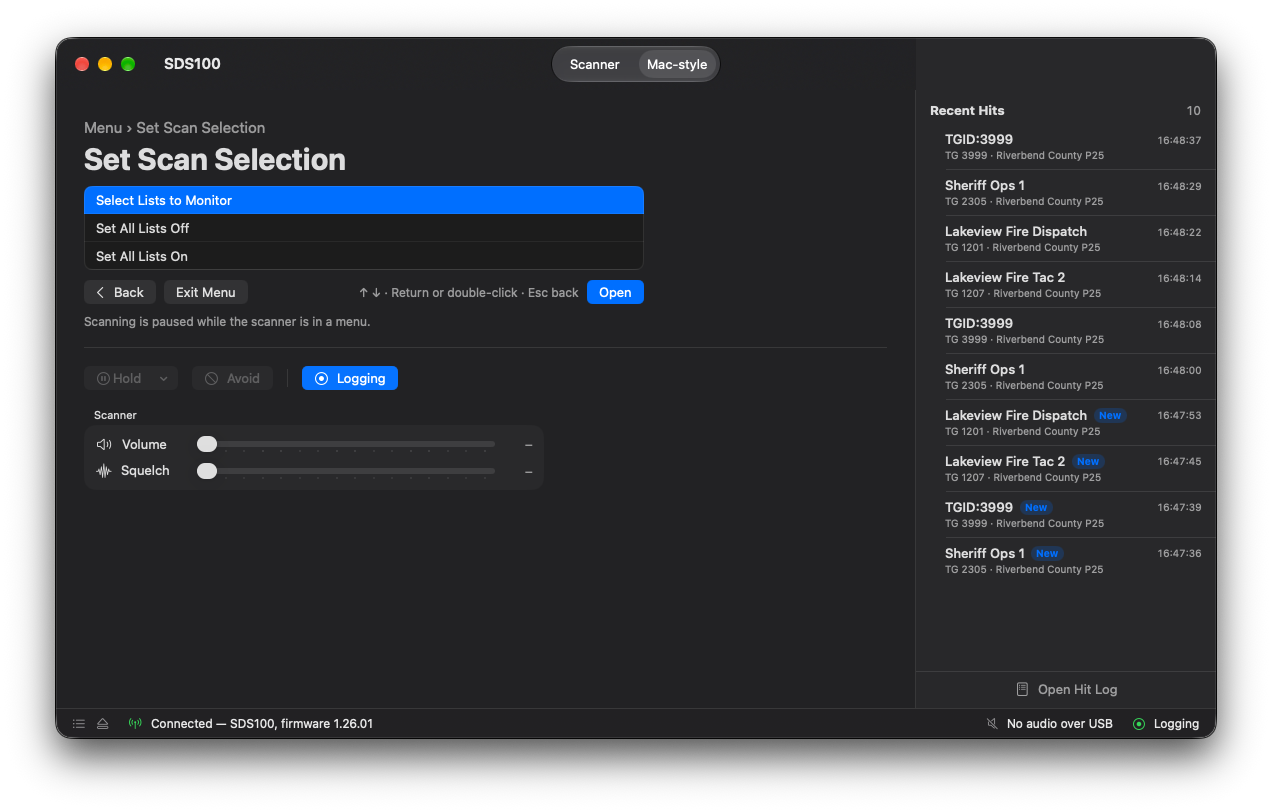 SDS100
Scanner
Mac-style
Menu › Set Scan Selection
Set Scan Selection
Select Lists to Monitor
Set All Lists Off
Set All Lists On
Back
Exit Menu
↑ ↓ · Return or double-click · Esc back
Open
Scanning is paused while the scanner is in a menu.
Hold
Avoid
Logging
Scanner
Volume –
Squelch –
Recent Hits 10
TGID:3999 16:48:37
TG 3999 · Riverbend County P25
Sheriff Ops 1 16:48:29
TG 2305 · Riverbend County P25
Lakeview Fire Dispatch 16:48:22
TG 1201 · Riverbend County P25
Lakeview Fire Tac 2 16:48:14
TG 1207 · Riverbend County P25
TGID:3999 16:48:08
TG 3999 · Riverbend County P25
Sheriff Ops 1 16:48:00
TG 2305 · Riverbend County P25
Lakeview Fire Dispatch New 16:47:53
TG 1201 · Riverbend County P25
Lakeview Fire Tac 2 New 16:47:45
TG 1207 · Riverbend County P25
TGID:3999 New 16:47:39
TG 3999 · Riverbend County P25
Sheriff Ops 1 New 16:47:36
TG 2305 · Riverbend County P25
Open Hit Log
Connected — SDS100, firmware 1.26.01
No audio over USB
Logging